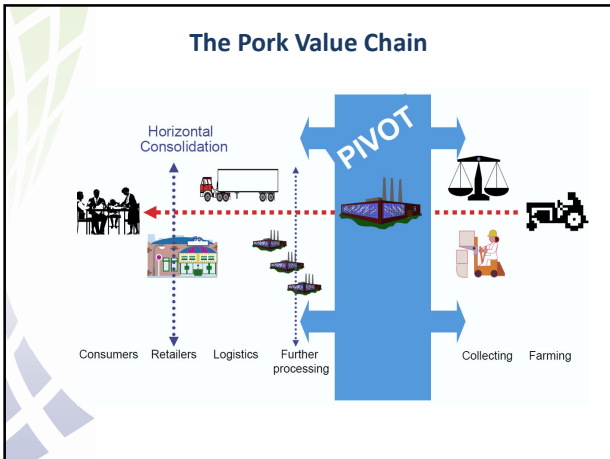 The Pork Value Chain
Horizontal
Consolidation
PIVOT
Consumers
Retailers
Logistics
Further
processing
Collecting
Farming